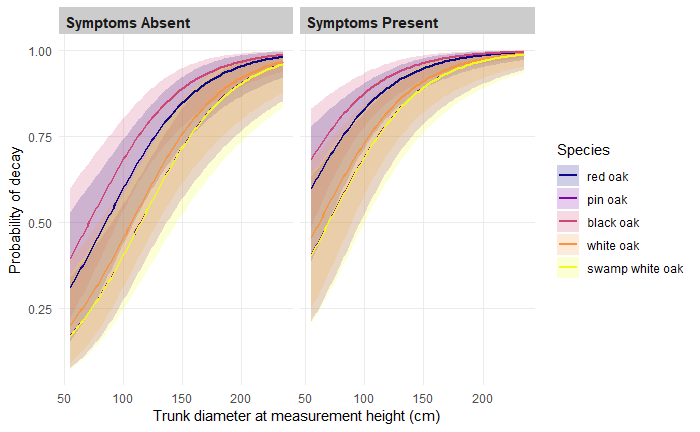 Symptoms Absent
Symptoms Present
1.00
0.75
0.50
0.25
Probability of decay
50
100
150
200
50
100
150
200
Trunk diameter at measurement height (cm)
Species
red oak
pin oak
black oak
white oak
swamp white oak